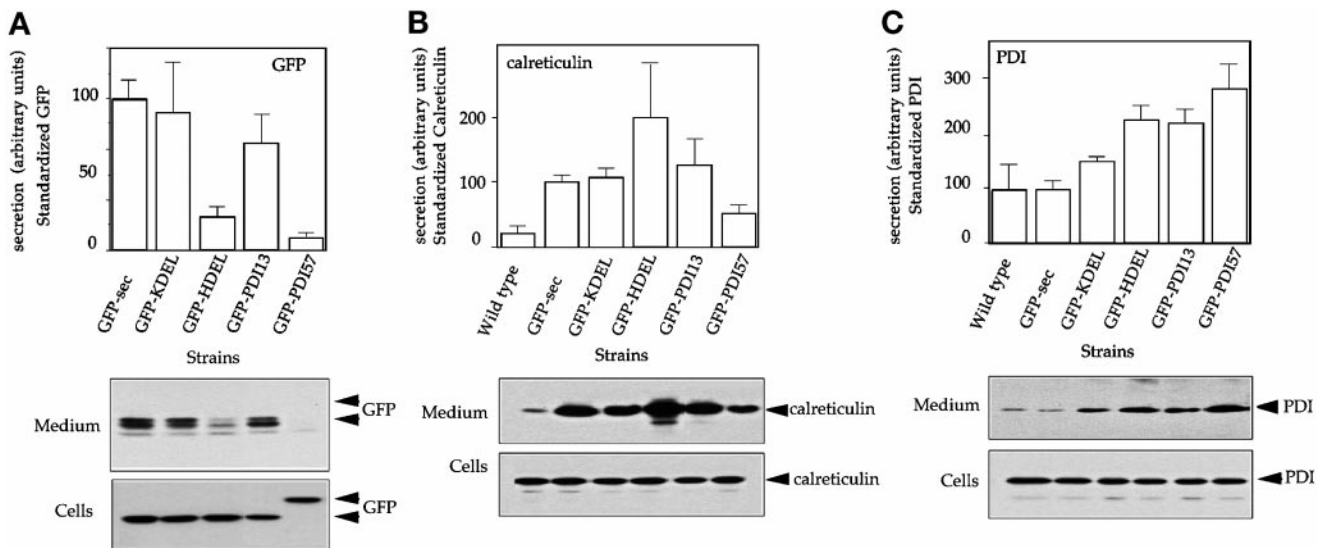 A
secretion (arbitrary units)
Standardized GFP
100
50
0
GFP
GFP-sec
GFP-KDEL
GFP-HDEL
GFP-PDI13
GFP-PDI57
Strains
Medium
GFP
Cells
GFP
B
secretion (arbitrary units)
Standardized Calreticulin
200
100
0
calreticulin
Wild type
GFP-sec
GFP-KDEL
GFP-HDEL
GFP-PDI13
GFP-PDI57
Strains
Medium
calreticulin
Cells
calreticulin
C
secretion (arbitrary units)
Standardized PDI
300
200
100
0
PDI
Wild type
GFP-sec
GFP-KDEL
GFP-HDEL
GFP-PDI13
GFP-PDI57
Strains
Medium
PDI
Cells
PDI